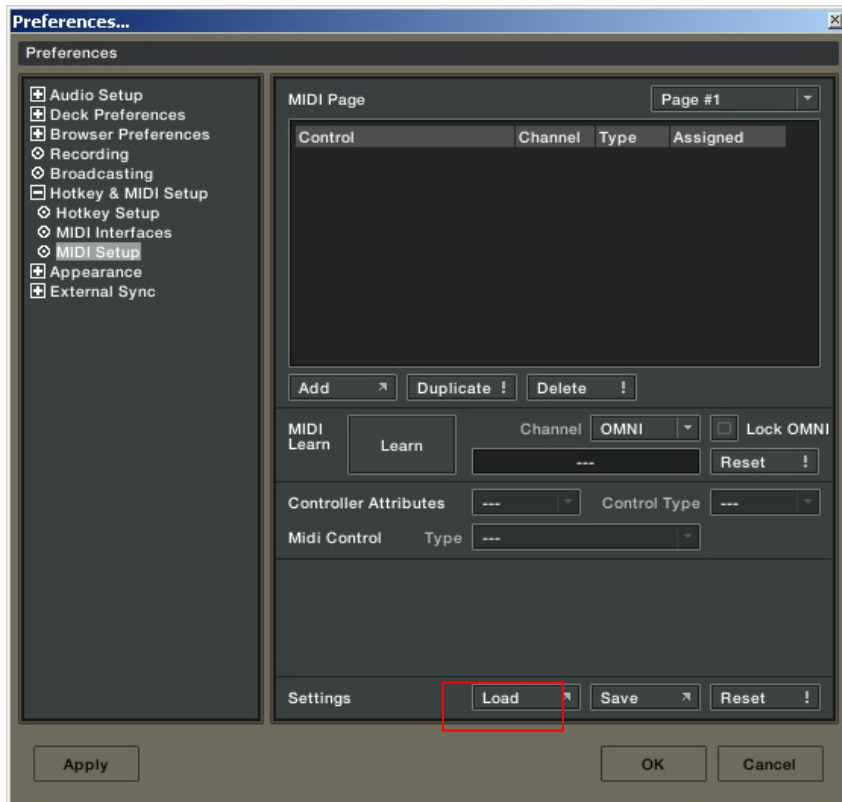 Preferences...
Preferences
Audio Setup
Deck Preferences
Browser Preferences
Recording
Broadcasting
Hotkey & MIDI Setup
Hotkey Setup
MIDI Interfaces
MIDI Setup
Appearance
External Sync
MIDI Page Page #1
Control Channel Type Assigned
Add Duplicate ! Delete !
MIDI Learn Learn Channel OMNI Lock OMNI
--- Reset !
Controller Attributes --- Control Type ---
Midi Control Type ---
Settings Load Save Reset !
Apply OK Cancel